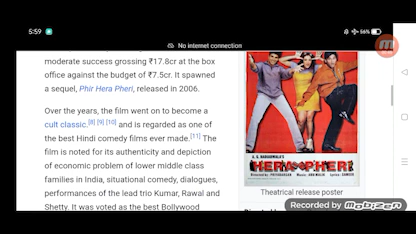 5:59
56%
No internet connection
moderate success grossing ₹17.8cr at the box
office against the budget of ₹7.5cr. It spawned
a sequel, Phir Hera Pheri, released in 2006.
Over the years, the film went on to become a
cult classic.[8] [9] [10] and is regarded as one of
the best Hindi comedy films ever made.[11] The
film is noted for its authenticity and depiction
of economic problem of lower middle class
families in India, situational comedy, dialogues,
performances of the lead trio Kumar, Rawal and
Shetty. It was voted as the best Bollywood
HERA PHERI
Theatrical release poster
Recorded by Mobizen